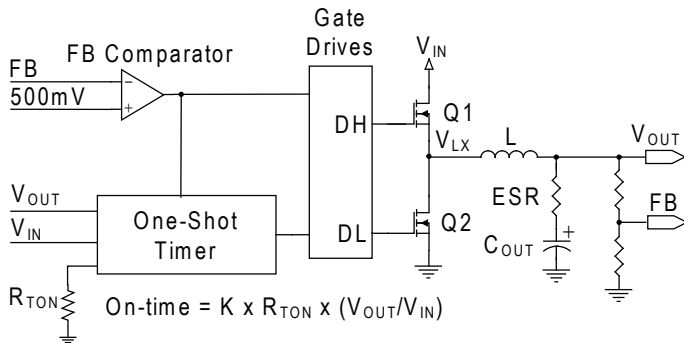 Gate
Drives
FB Comparator
V_IN
FB
500mV
−
+
DH
Q1
V_LX
L
V_OUT
V_OUT
V_IN
One-Shot
Timer
DL
Q2
ESR
FB
C_OUT
+
R_TON
On-time = K x R_TON x (V_OUT/V_IN)